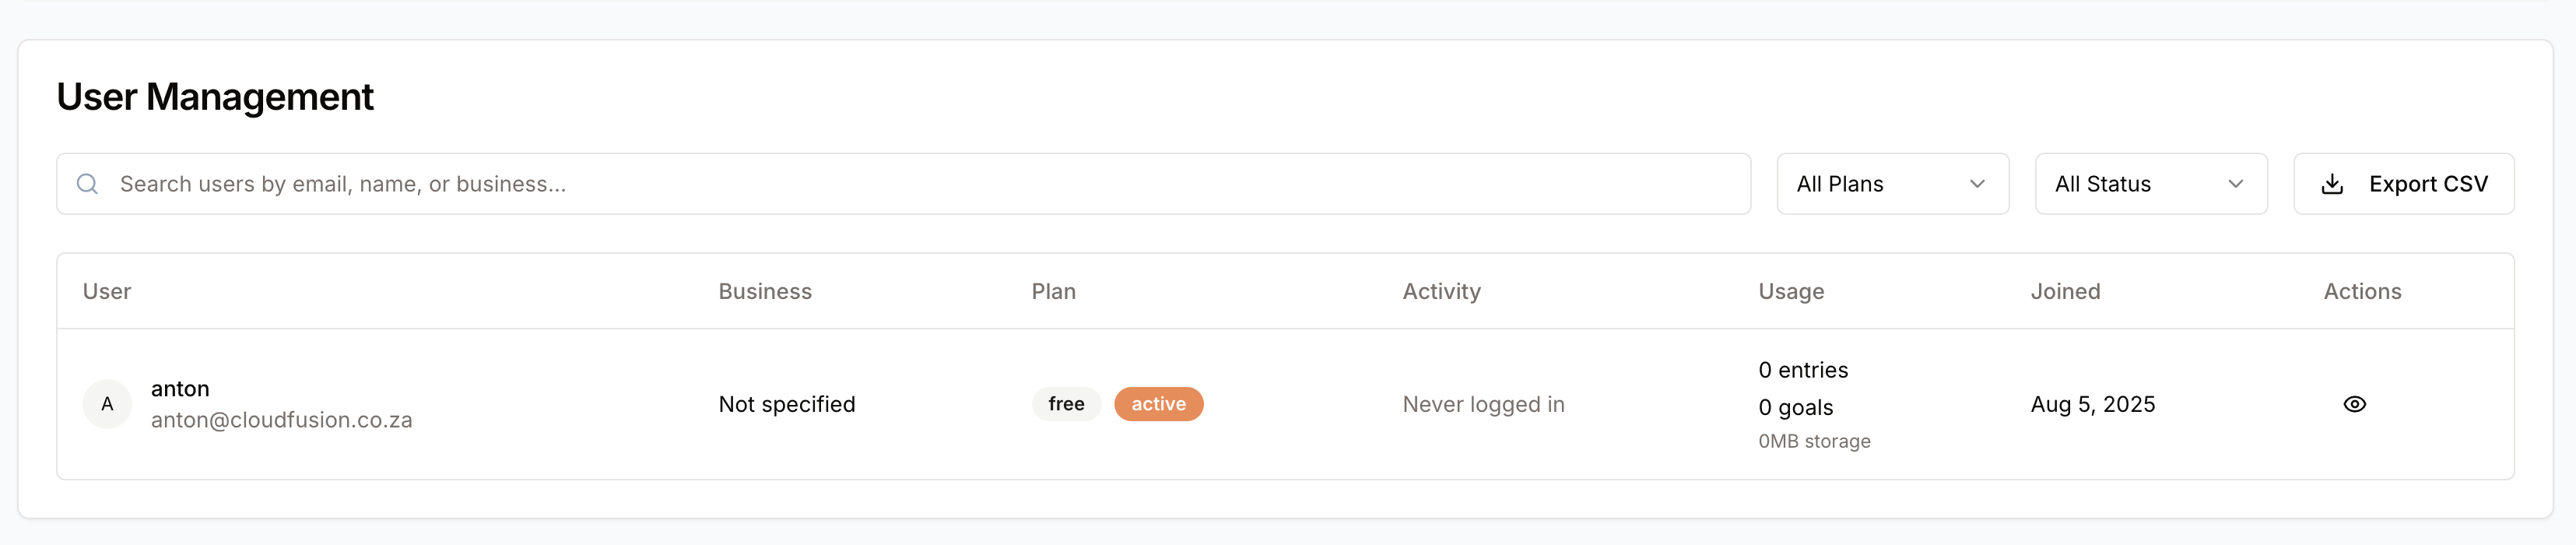 User Management
Search users by email, name, or business...
All Plans
All Status
Export CSV
User
Business
Plan
Activity
Usage
Joined
Actions
A
anton
anton@cloudfusion.co.za
Not specified
free
active
Never logged in
0 entries
0 goals
0MB storage
Aug 5, 2025